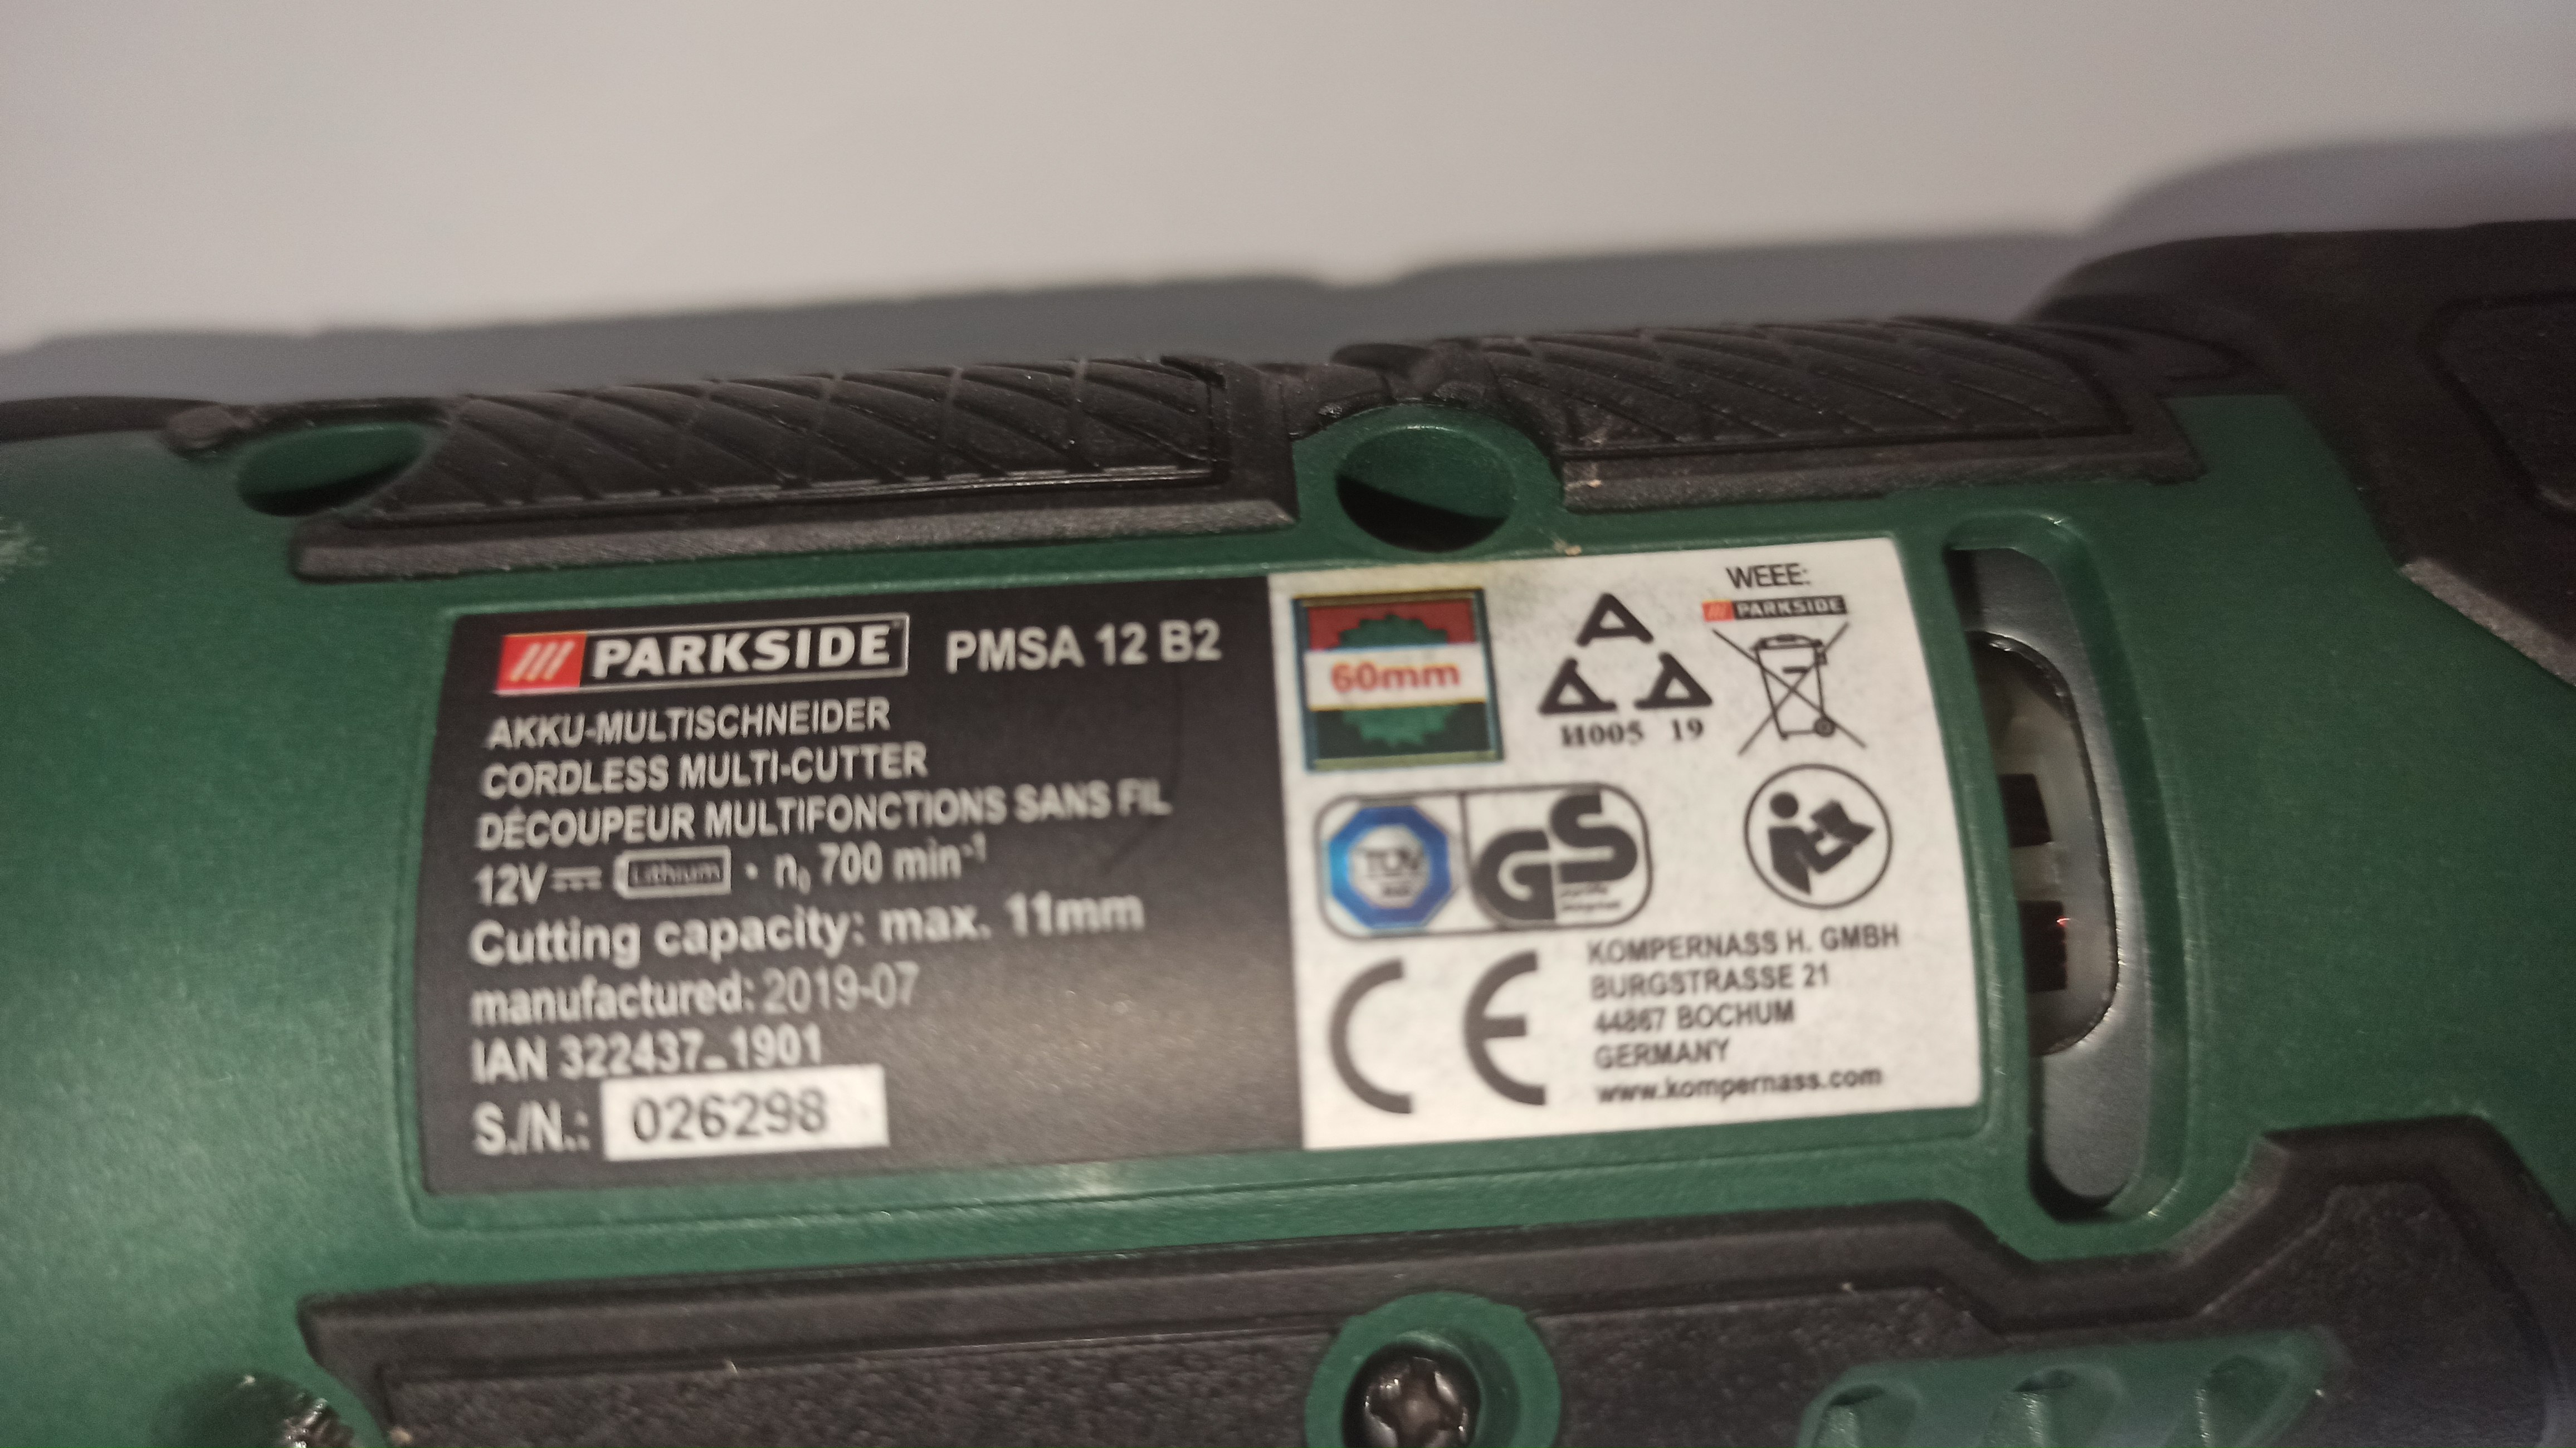 PARKSIDE PMSA 12 B2
AKKU-MULTISCHNEIDER
CORDLESS MULTI-CUTTER
DÉCOUPEUR MULTIFONCTIONS SANS FIL
12V Lithium • n₀ 700 min⁻¹
Cutting capacity: max. 11mm
manufactured: 2019-07
IAN 322437_1901
S./N.: 026298
60mm
H005 19
WEEE:
PARKSIDE
TÜV
GS
CE
KOMPERNASS H. GMBH
BURGSTRASSE 21
44867 BOCHUM
GERMANY
www.kompernass.com